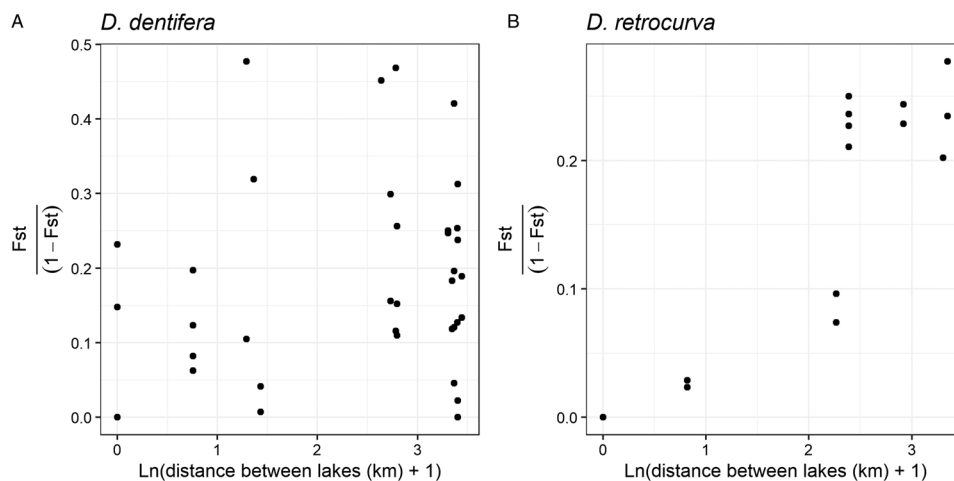 A
D. dentifera
0.5
0.4
0.3
0.2
0.1
0.0
Fst
(1 − Fst)
0
1
2
3
Ln(distance between lakes (km) + 1)
B
D. retrocurva
0.2
0.1
0.0
Fst
(1 − Fst)
0
1
2
3
Ln(distance between lakes (km) + 1)